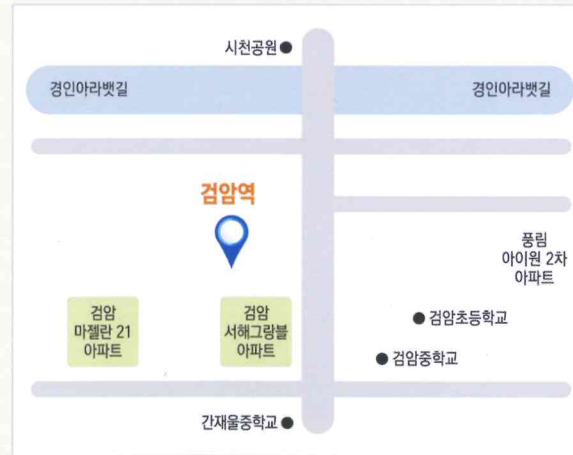 시천공원
경인아라뱃길
경인아라뱃길
검암역
풍림
아이원 2차
아파트
검암
마젤란 21
아파트
검암
서해그랑블
아파트
검암초등학교
검암중학교
간재울중학교